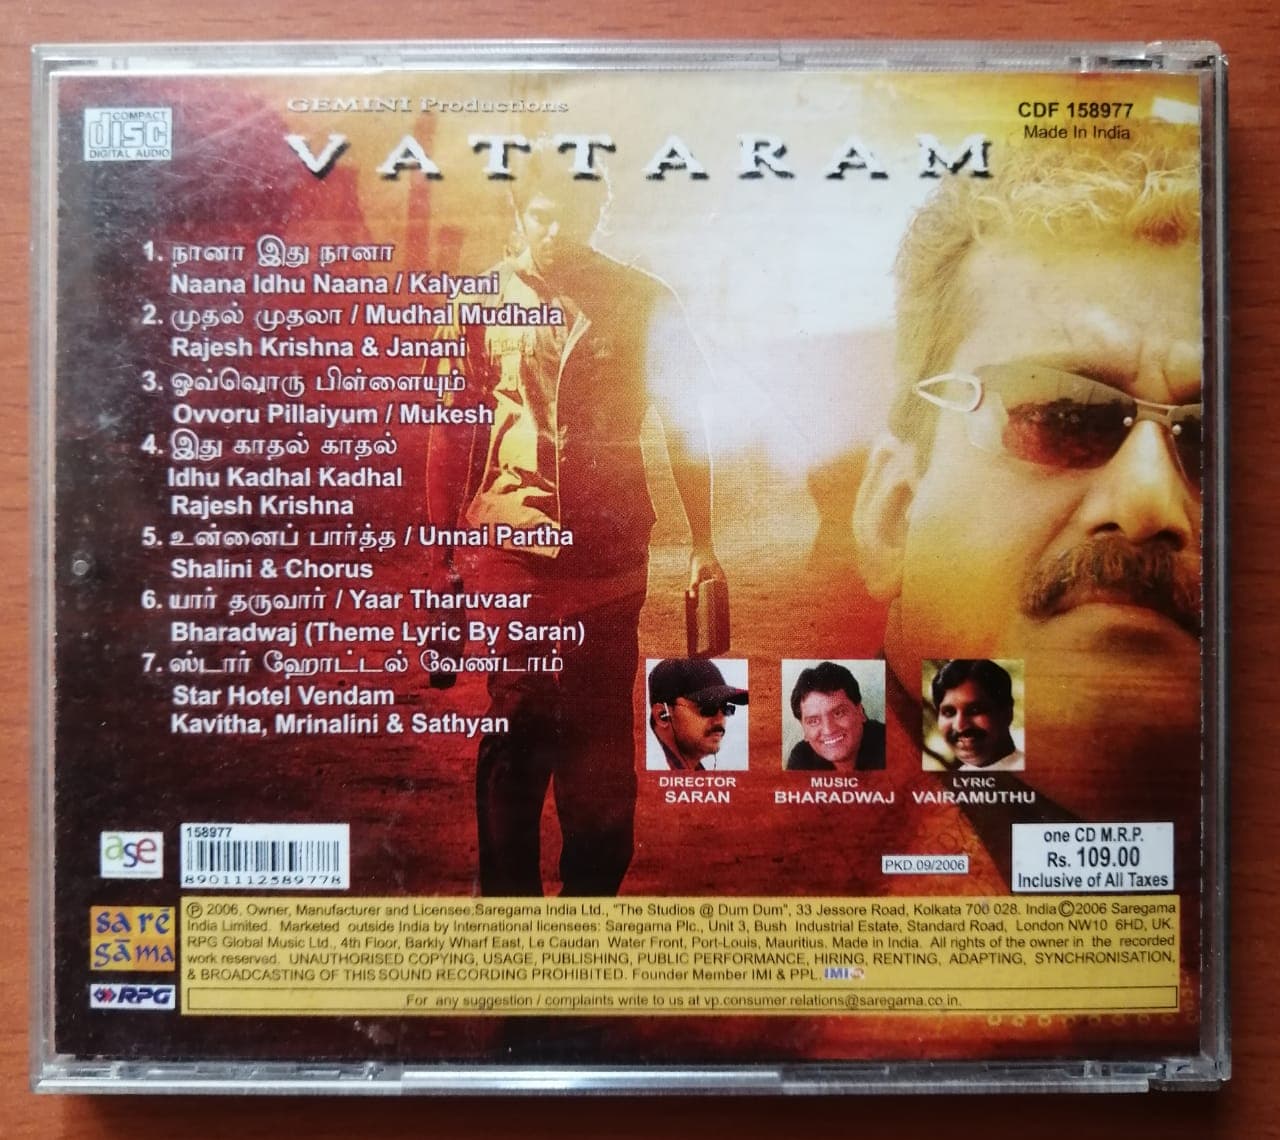 COMPACT
disc
DIGITAL AUDIO
GEMINI Productions
VATTARAM
CDF 158977
Made In India
1. நானா இது நானா
Naana Idhu Naana / Kalyani
2. முதல் முதலா / Mudhal Mudhala
Rajesh Krishna & Janani
3. ஓவ்வொரு பிள்ளையும்
Ovvoru Pillaiyum / Mukesh
4. இது காதல் காதல்
Idhu Kadhal Kadhal
Rajesh Krishna
5. உன்னைப் பார்த்த / Unnai Partha
Shalini & Chorus
6. யார் தருவார் / Yaar Tharuvaar
Bharadwaj (Theme Lyric By Saran)
7. ஸ்டார் ஹோட்டல் வேண்டாம்
Star Hotel Vendam
Kavitha, Mrinalini & Sathyan
DIRECTOR
SARAN
MUSIC
BHARADWAJ
LYRIC
VAIRAMUTHU
ase
158977
8901112589778
PKD.09/2006
one CD M.R.P.
Rs. 109.00
Inclusive of All Taxes
sa rē
gā ma
RPG
Ⓟ 2006, Owner, Manufacturer and Licensee:Saregama India Ltd., "The Studios @ Dum Dum", 33 Jessore Road, Kolkata 700 028. India©2006 Saregama
India Limited. Marketed outside India by International licensees: Saregama Plc., Unit 3, Bush Industrial Estate, Standard Road, London NW10 6HD, UK.
RPG Global Music Ltd., 4th Floor, Barkly Wharf East, Le Caudan Water Front, Port-Louis, Mauritius. Made in India. All rights of the owner in the recorded
work reserved. UNAUTHORISED COPYING, USAGE, PUBLISHING, PUBLIC PERFORMANCE, HIRING, RENTING, ADAPTING, SYNCHRONISATION,
& BROADCASTING OF THIS SOUND RECORDING PROHIBITED. Founder Member IMI & PPL. IMI
For any suggestion / complaints write to us at vp.consumer.relations@saregama.co.in.